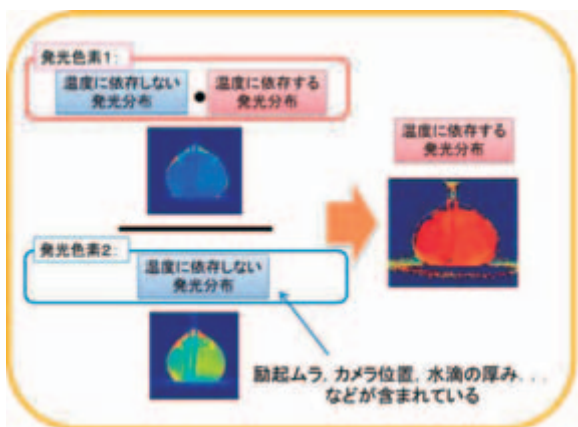 発光色素1:
温度に依存しない
発光分布
●
温度に依存する
発光分布
温度に依存する
発光分布
発光色素2:
温度に依存しない
発光分布
励起ムラ, カメラ位置, 水滴の厚み...
などが含まれている